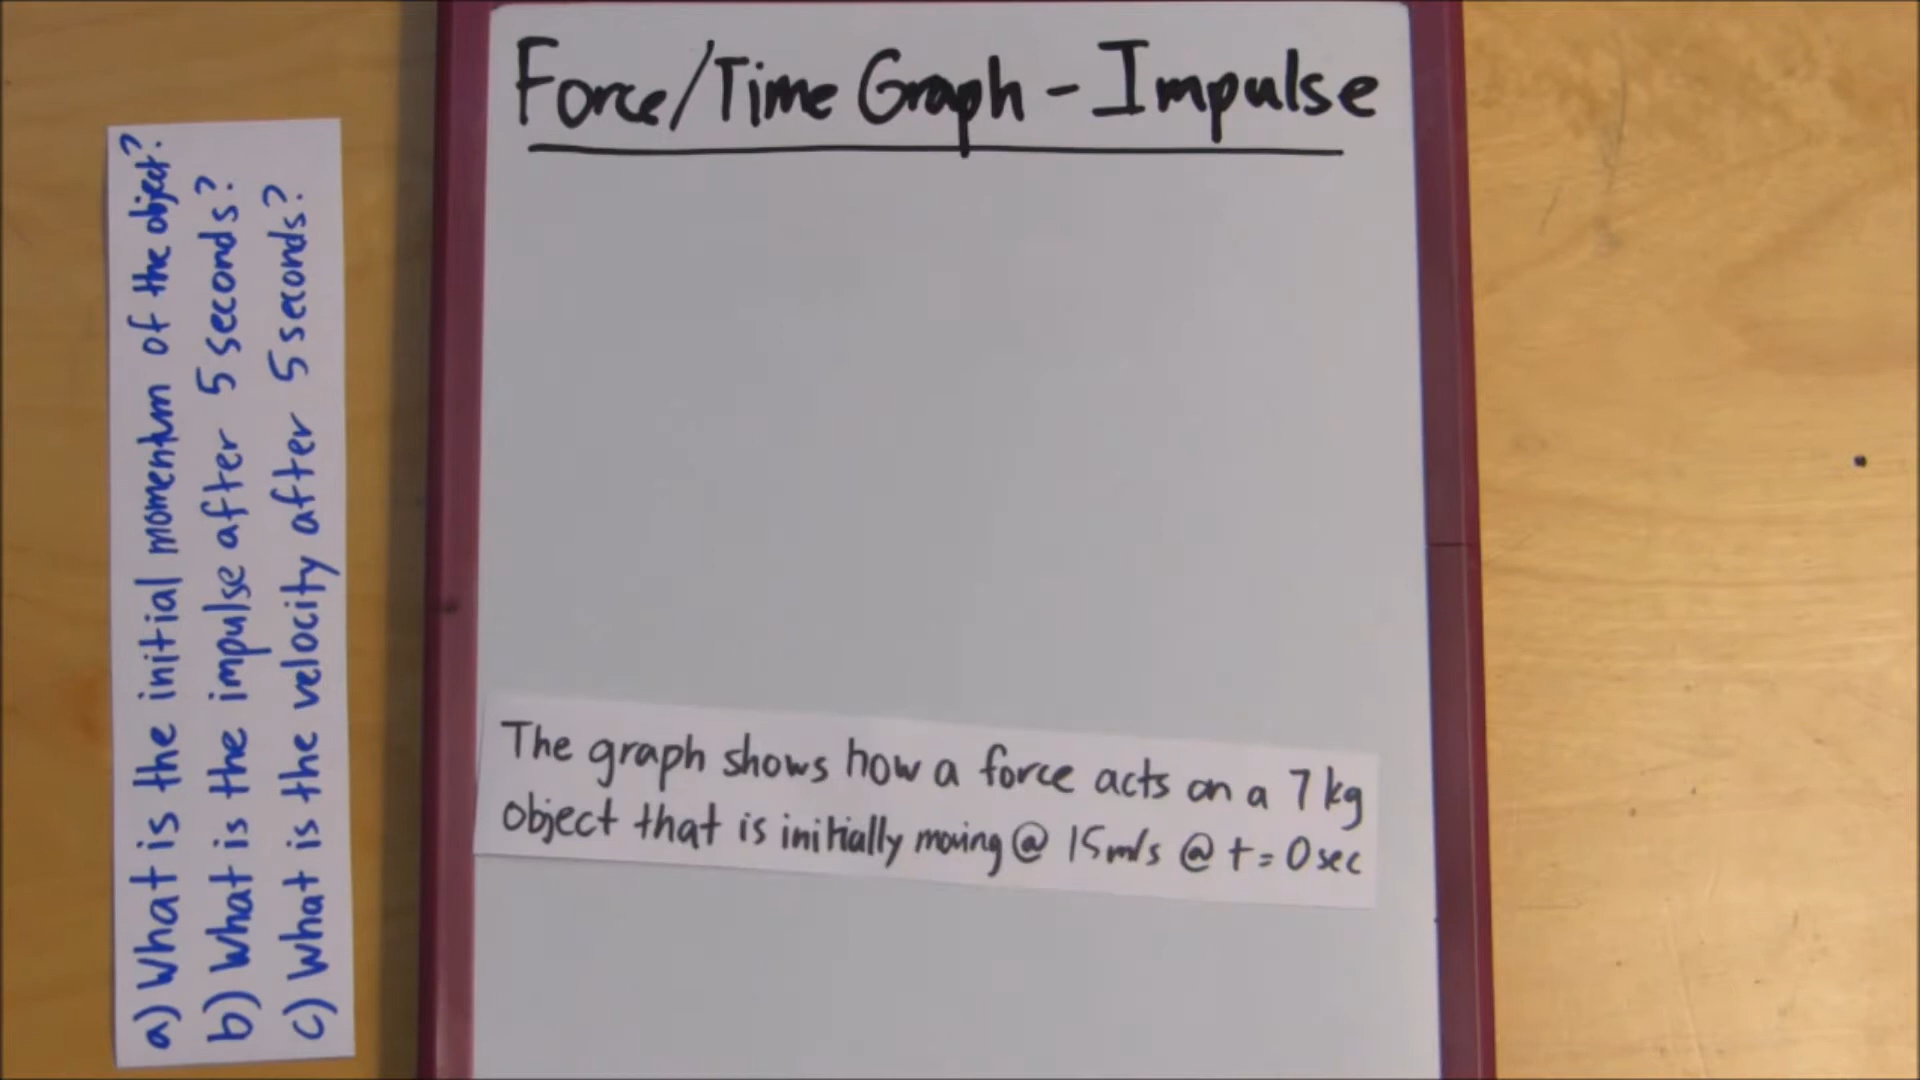 Force/Time Graph - Impulse
The graph shows how a force acts on a 7 kg
object that is initially moving @ 15 m/s @ t = 0 sec
a) What is the initial momentum of the object?
b) What is the impulse after 5 seconds?
c) What is the velocity after 5 seconds?